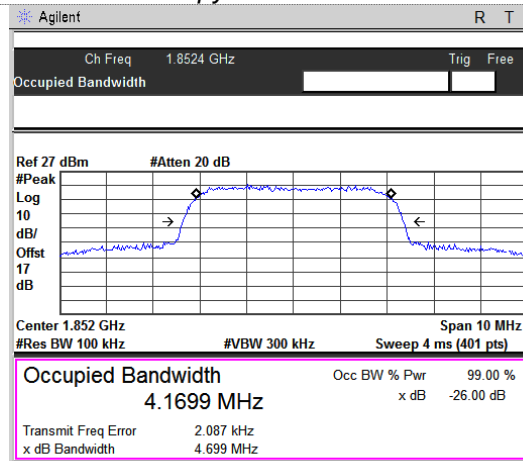 Agilent R T
Ch Freq 1.8524 GHz Trig Free
Occupied Bandwidth
Ref 27 dBm #Atten 20 dB
#Peak
Log
10
dB/
Offst
17
dB
Center 1.852 GHz Span 10 MHz
#Res BW 100 kHz #VBW 300 kHz Sweep 4 ms (401 pts)
Occupied Bandwidth Occ BW % Pwr 99.00 %
4.1699 MHz x dB -26.00 dB
Transmit Freq Error 2.087 kHz
x dB Bandwidth 4.699 MHz